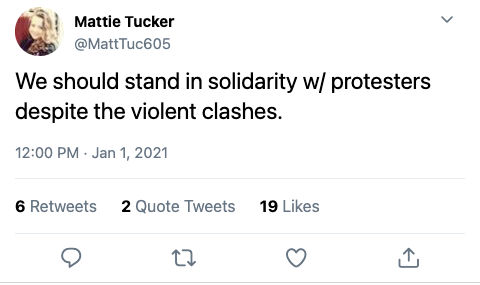 Mattie Tucker
@MattTuc605
We should stand in solidarity w/ protesters
despite the violent clashes.
12:00 PM · Jan 1, 2021
6 Retweets 2 Quote Tweets 19 Likes